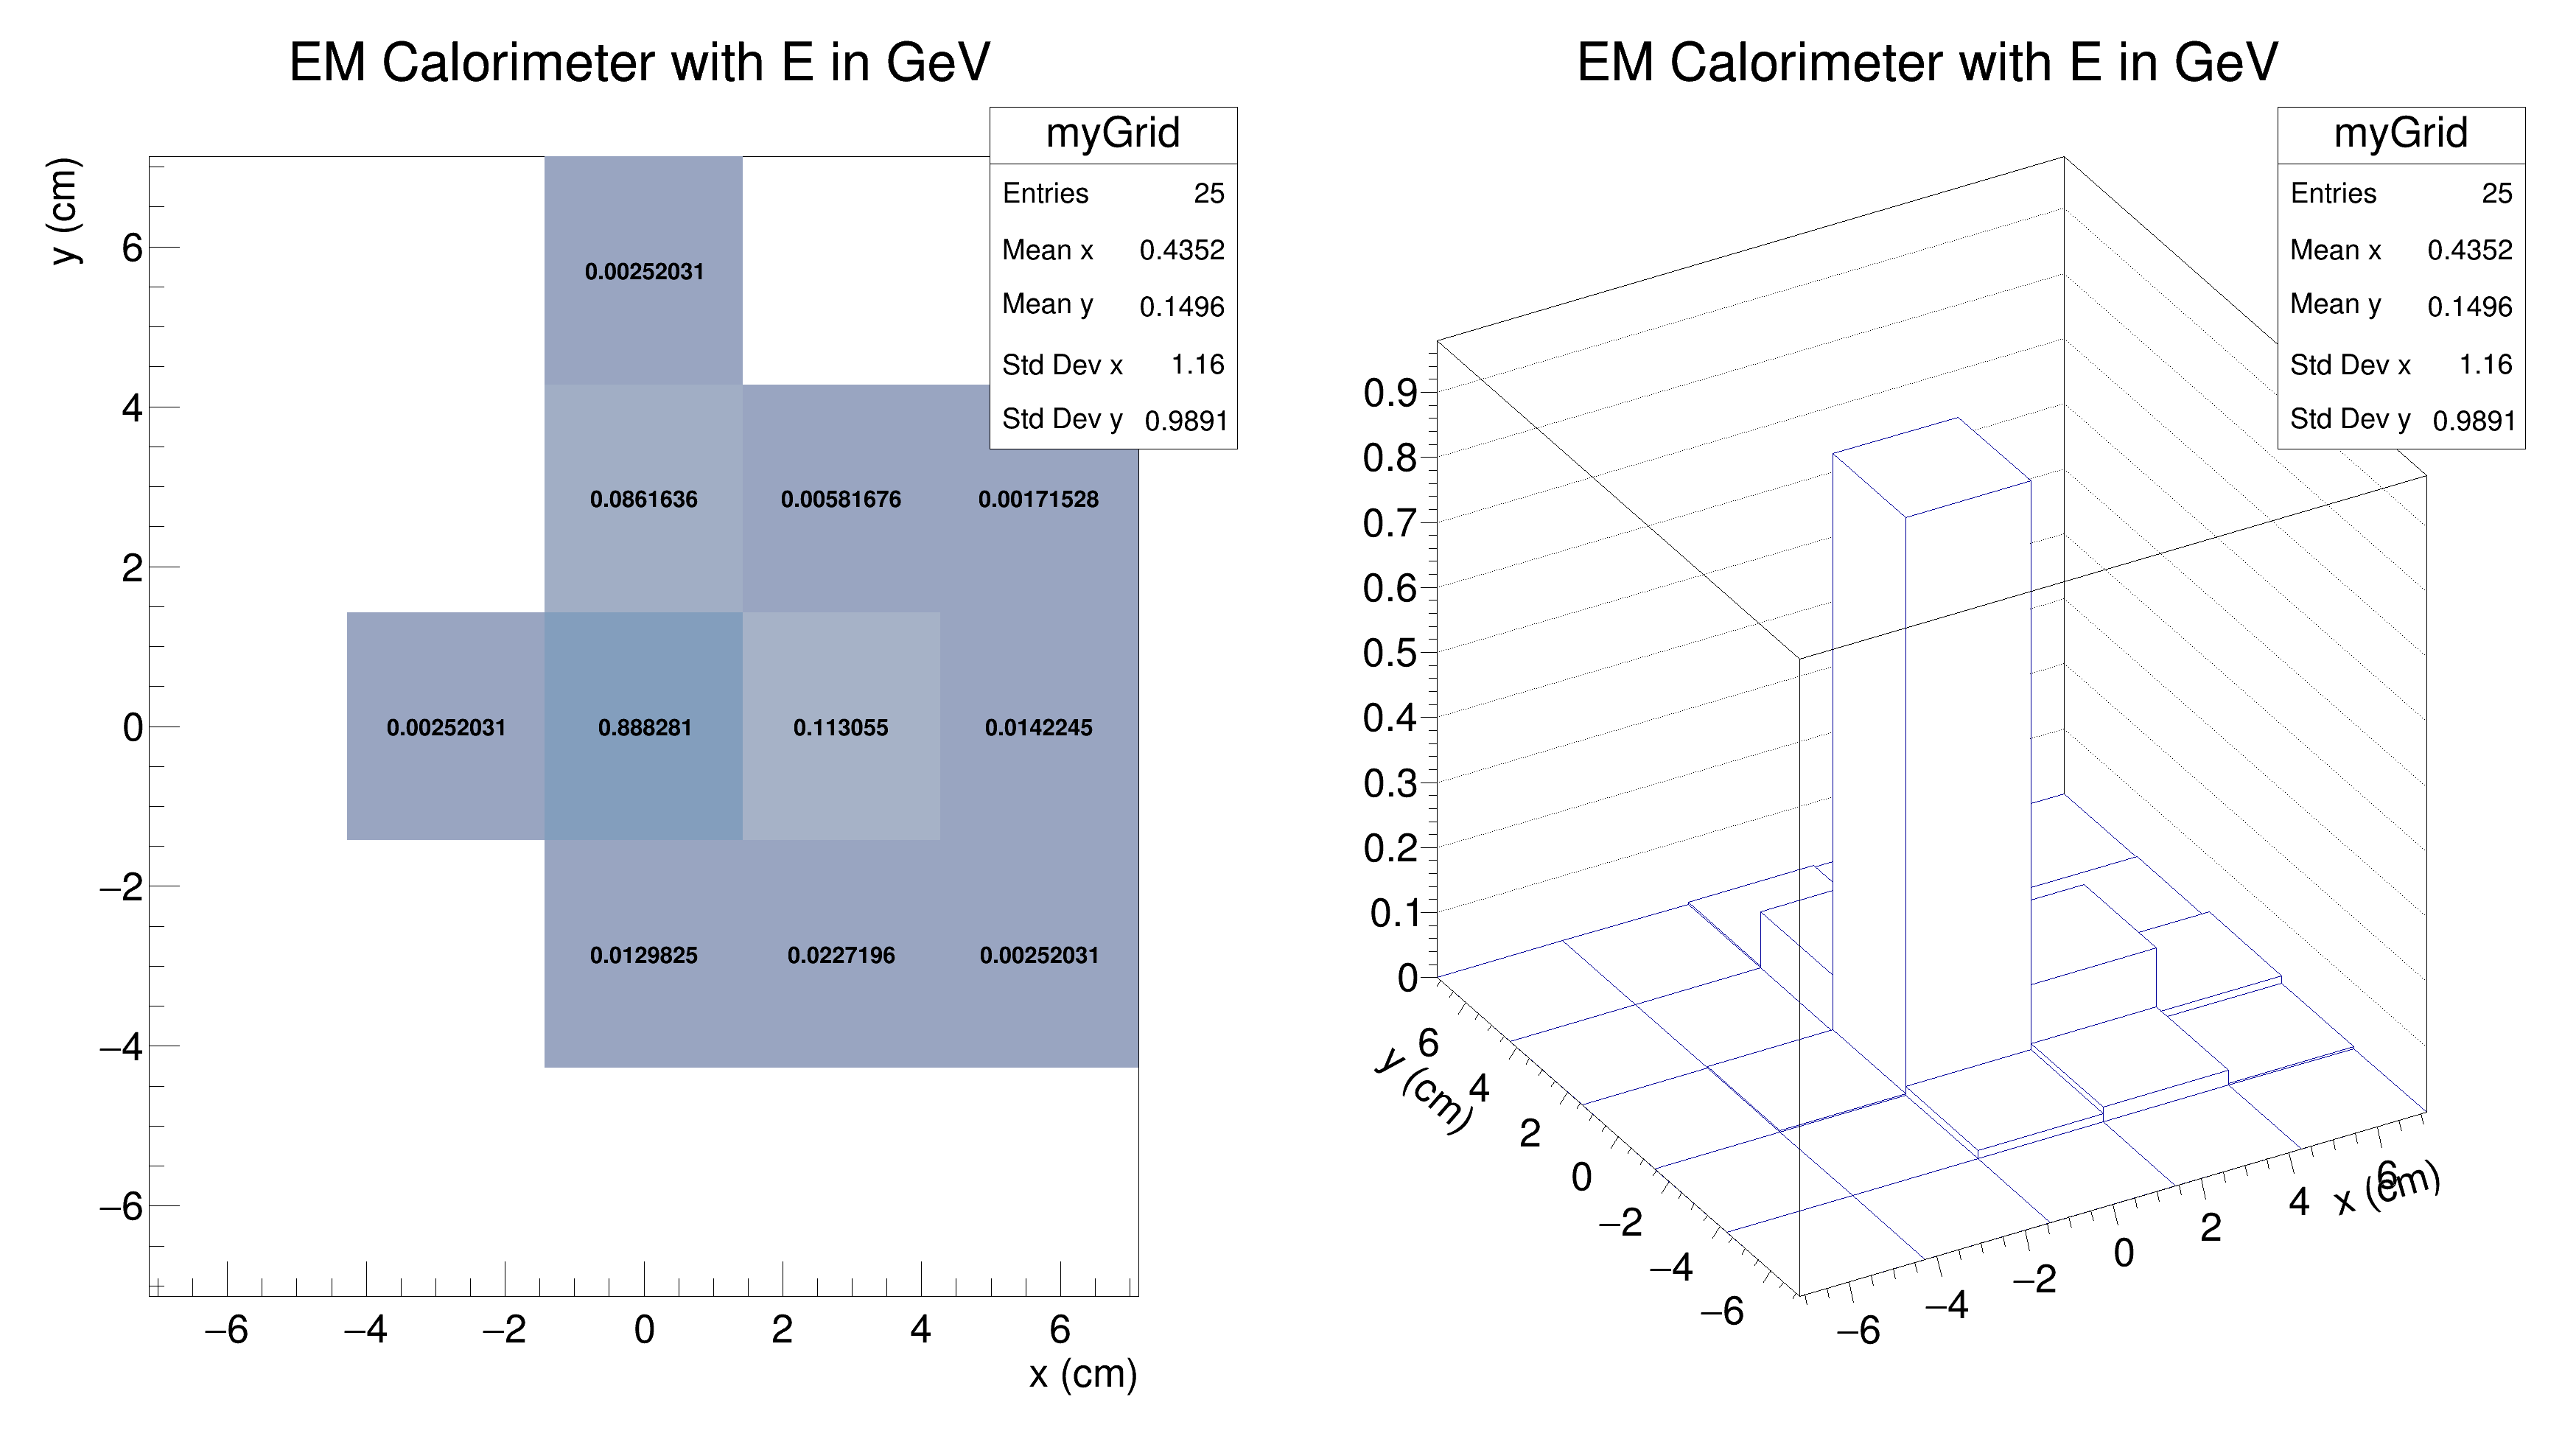 EM Calorimeter with E in GeV
myGrid
Entries 25
Mean x 0.4352
Mean y 0.1496
Std Dev x 1.16
Std Dev y 0.9891
y (cm)
6
4
2
0
−2
−4
−6
0.00252031
0.0861636 0.00581676 0.00171528
0.00252031 0.888281 0.113055 0.0142245
0.0129825 0.0227196 0.00252031
−6 −4 −2 0 2 4 6
x (cm)
EM Calorimeter with E in GeV
myGrid
Entries 25
Mean x 0.4352
Mean y 0.1496
Std Dev x 1.16
Std Dev y 0.9891
0.9
0.8
0.7
0.6
0.5
0.4
0.3
0.2
0.1
0
y (cm)
6
4
2
0
−2
−4
−6
−6 −4 −2 0 2 4 6
x (cm)